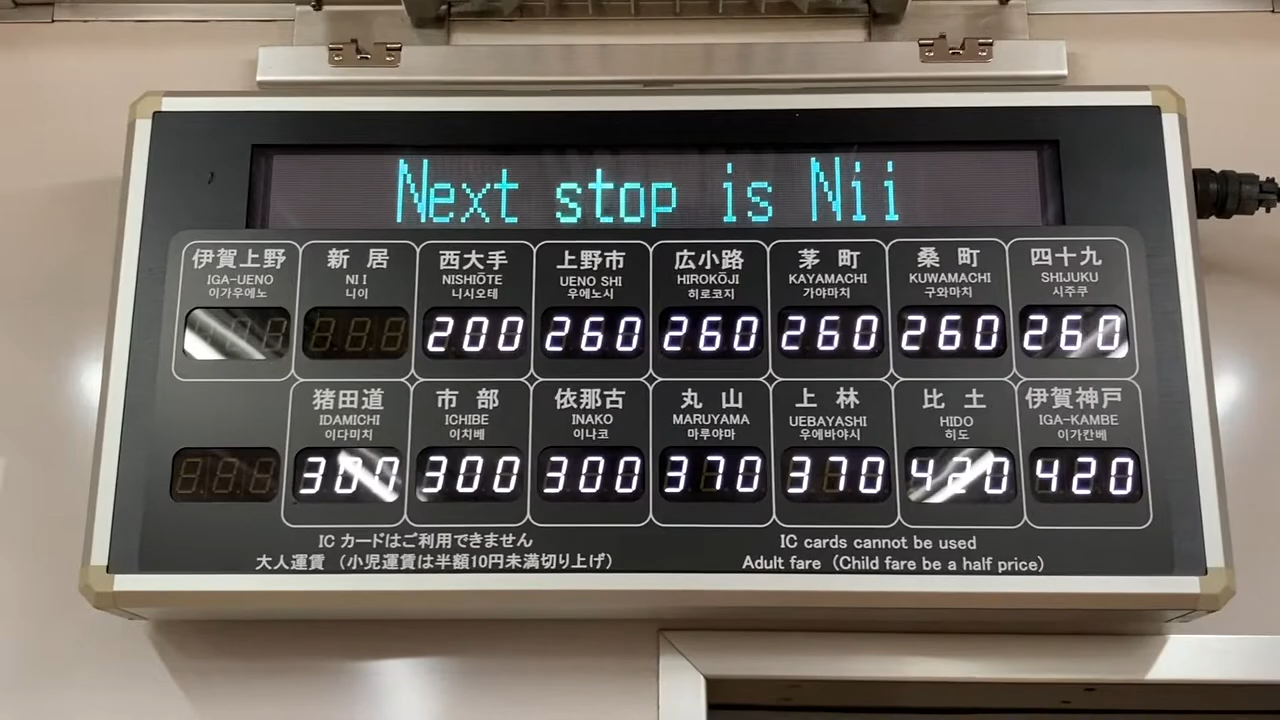 Next stop is Nii
伊賀上野 新居 西大手 上野市 広小路 茅町 桑町 四十九
IGA-UENO NII NISHIŌTE UENO SHI HIROKŌJI KAYAMACHI KUWAMACHI SHIJUKU
이가우에노 니이 니시오테 우에노시 히로코지 가야마치 구와마치 시주쿠
200 260 260 260 260 260
猪田道 市部 依那古 丸山 上林 比土 伊賀神戸
IDAMICHI ICHIBE INAKO MARUYAMA UEBAYASHI HIDO IGA-KAMBE
이다미치 이치베 이나코 마루야마 우에바야시 히도 이가칸베
300 300 300 370 370 420 420
ICカードはご利用できません IC cards cannot be used
大人運賃（小児運賃は半額10円未満切り上げ） Adult fare（Child fare be a half price）